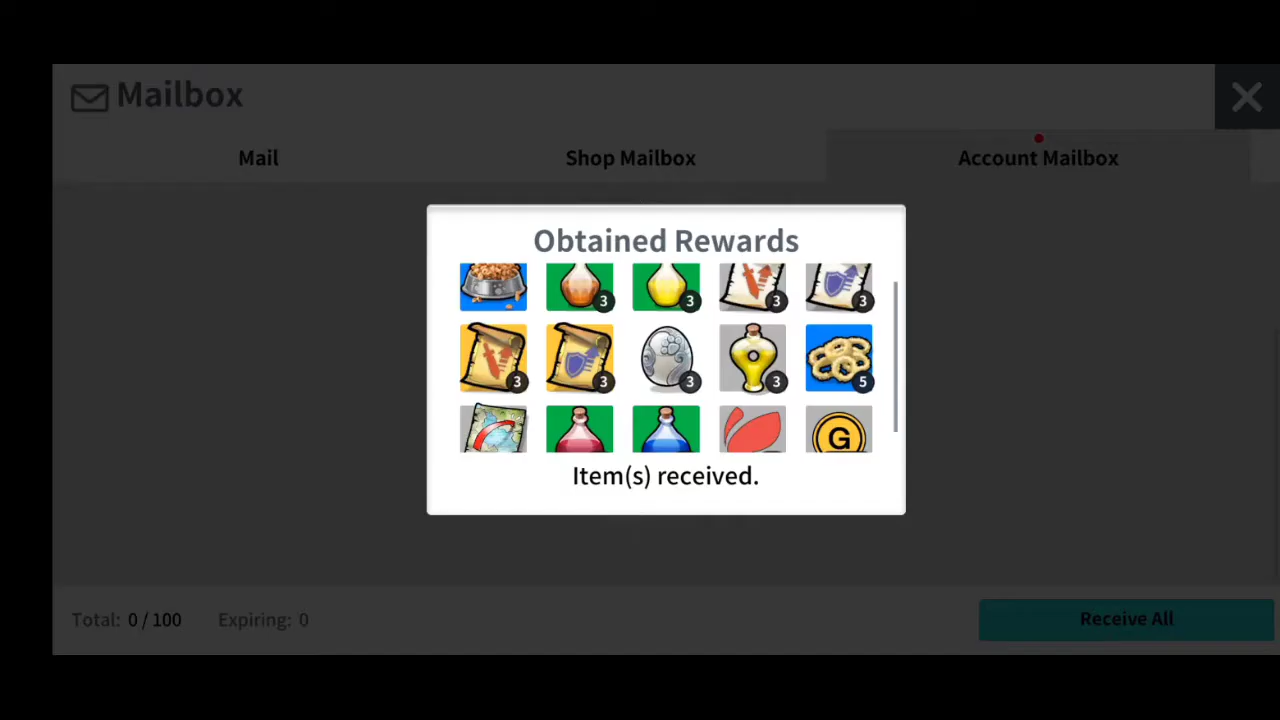 Mailbox
Mail
Shop Mailbox
Account Mailbox
Obtained Rewards
3
3
3
3
3
3
3
3
5
G
Item(s) received.
Total: 0 / 100
Expiring: 0
Receive All